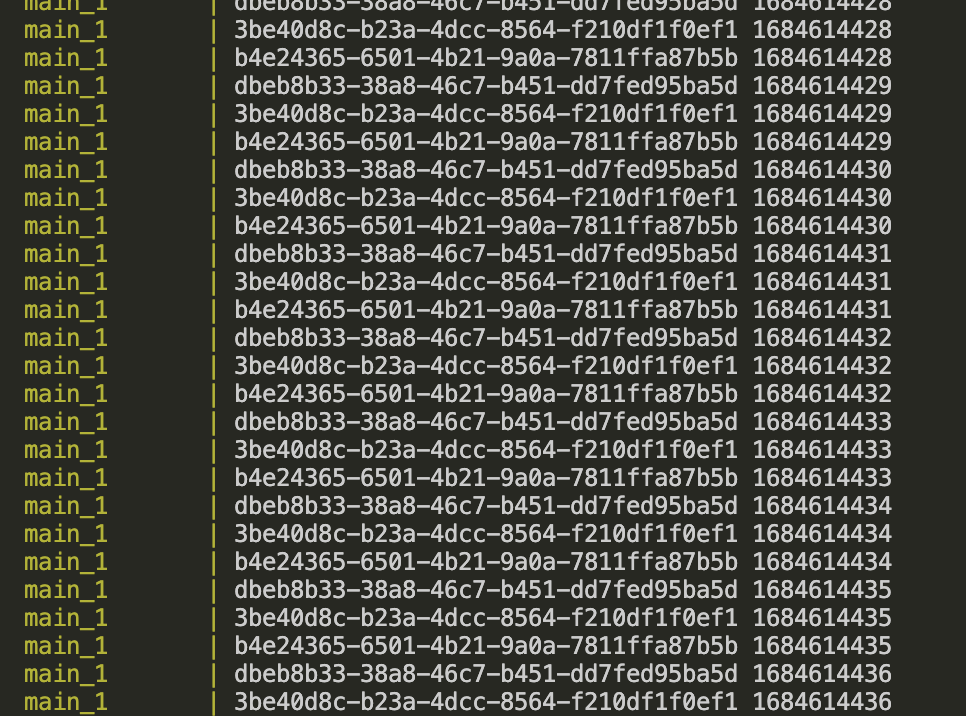 main_1 | dbeb8b33-38a8-46c7-b451-dd7fed95ba5d 1684614428
main_1 | 3be40d8c-b23a-4dcc-8564-f210df1f0ef1 1684614428
main_1 | b4e24365-6501-4b21-9a0a-7811ffa87b5b 1684614428
main_1 | dbeb8b33-38a8-46c7-b451-dd7fed95ba5d 1684614429
main_1 | 3be40d8c-b23a-4dcc-8564-f210df1f0ef1 1684614429
main_1 | b4e24365-6501-4b21-9a0a-7811ffa87b5b 1684614429
main_1 | dbeb8b33-38a8-46c7-b451-dd7fed95ba5d 1684614430
main_1 | 3be40d8c-b23a-4dcc-8564-f210df1f0ef1 1684614430
main_1 | b4e24365-6501-4b21-9a0a-7811ffa87b5b 1684614430
main_1 | dbeb8b33-38a8-46c7-b451-dd7fed95ba5d 1684614431
main_1 | 3be40d8c-b23a-4dcc-8564-f210df1f0ef1 1684614431
main_1 | b4e24365-6501-4b21-9a0a-7811ffa87b5b 1684614431
main_1 | dbeb8b33-38a8-46c7-b451-dd7fed95ba5d 1684614432
main_1 | 3be40d8c-b23a-4dcc-8564-f210df1f0ef1 1684614432
main_1 | b4e24365-6501-4b21-9a0a-7811ffa87b5b 1684614432
main_1 | dbeb8b33-38a8-46c7-b451-dd7fed95ba5d 1684614433
main_1 | 3be40d8c-b23a-4dcc-8564-f210df1f0ef1 1684614433
main_1 | b4e24365-6501-4b21-9a0a-7811ffa87b5b 1684614433
main_1 | dbeb8b33-38a8-46c7-b451-dd7fed95ba5d 1684614434
main_1 | 3be40d8c-b23a-4dcc-8564-f210df1f0ef1 1684614434
main_1 | b4e24365-6501-4b21-9a0a-7811ffa87b5b 1684614434
main_1 | dbeb8b33-38a8-46c7-b451-dd7fed95ba5d 1684614435
main_1 | 3be40d8c-b23a-4dcc-8564-f210df1f0ef1 1684614435
main_1 | b4e24365-6501-4b21-9a0a-7811ffa87b5b 1684614435
main_1 | dbeb8b33-38a8-46c7-b451-dd7fed95ba5d 1684614436
main_1 | 3be40d8c-b23a-4dcc-8564-f210df1f0ef1 1684614436